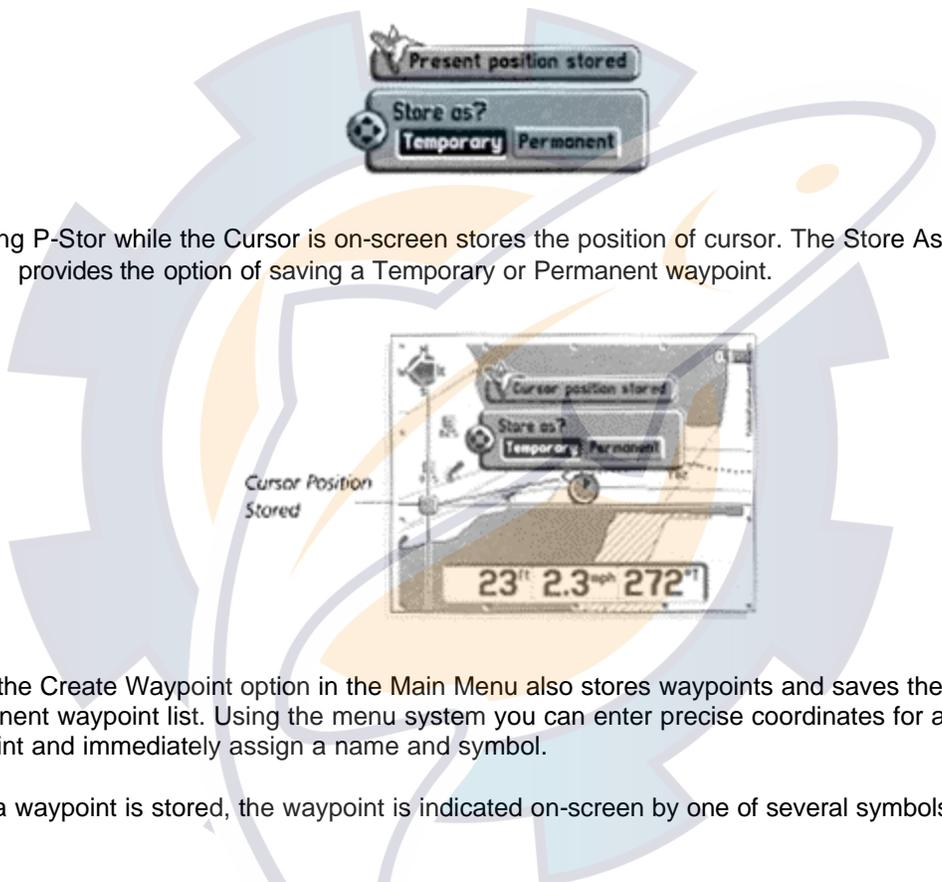 Present position stored
Store as?
Temporary Permanent
ng P-Stor while the Cursor is on-screen stores the position of cursor. The Store As
provides the option of saving a Temporary or Permanent waypoint.
Cursor position stored
Store as?
Temporary Permanent
Cursor Position
Stored
23 ft 2.3 mph 272 °T
the Create Waypoint option in the Main Menu also stores waypoints and saves the
nent waypoint list. Using the menu system you can enter precise coordinates for a
int and immediately assign a name and symbol.
a waypoint is stored, the waypoint is indicated on-screen by one of several symbols